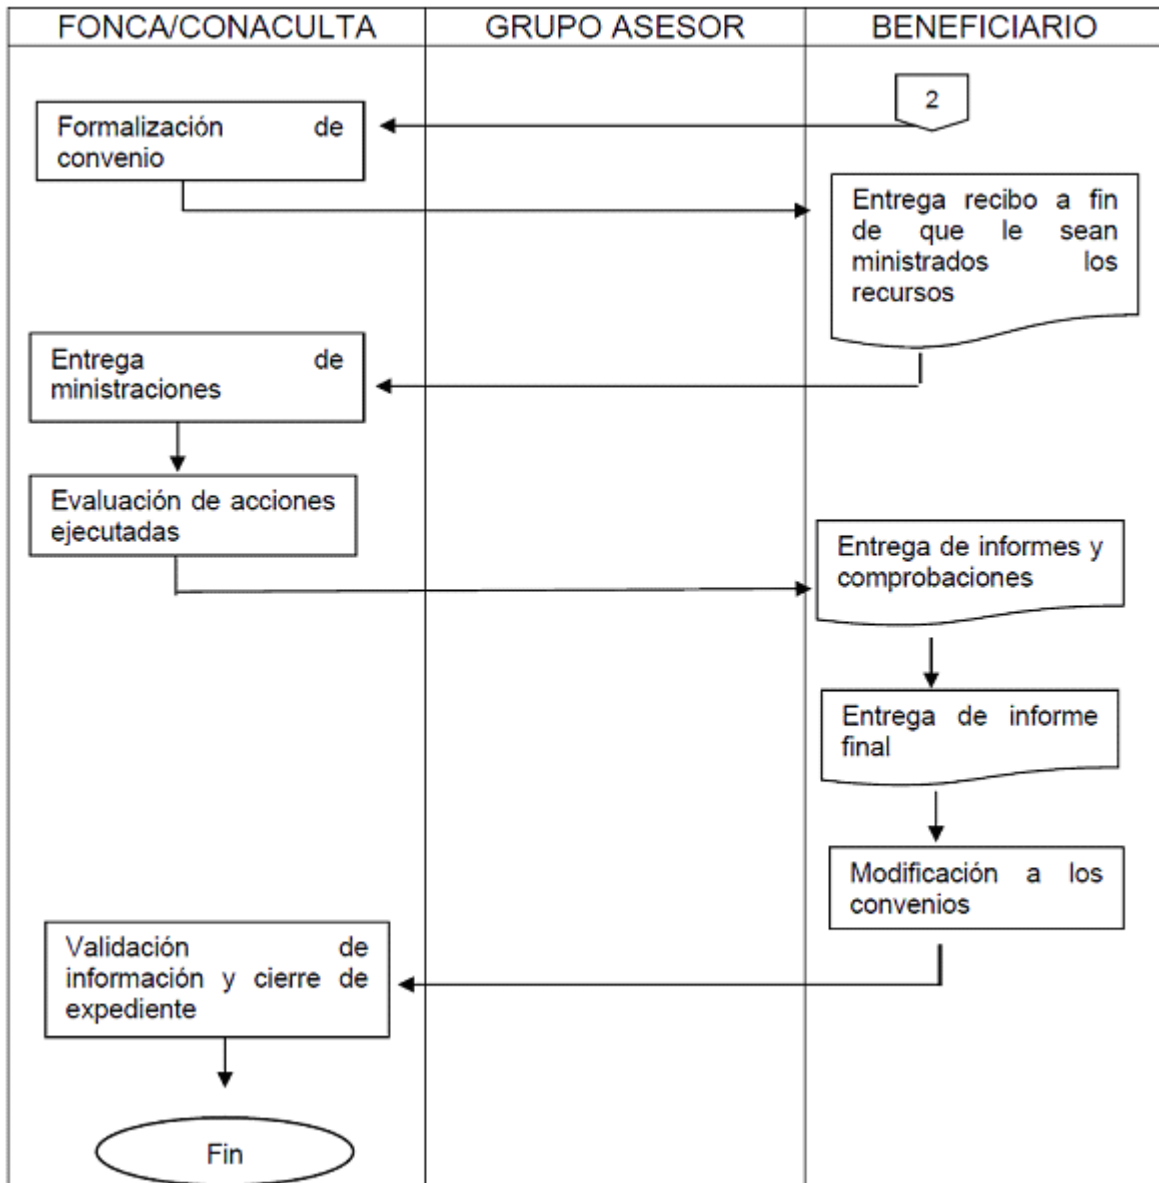 FONCA/CONACULTA
GRUPO ASESOR
BENEFICIARIO
2
Formalización de
convenio
Entrega recibo a fin
de que le sean
ministrados los
recursos
Entrega de
ministraciones
Evaluación de acciones
ejecutadas
Entrega de informes y
comprobaciones
Entrega de informe
final
Modificación a los
convenios
Validación de
información y cierre de
expediente
Fin